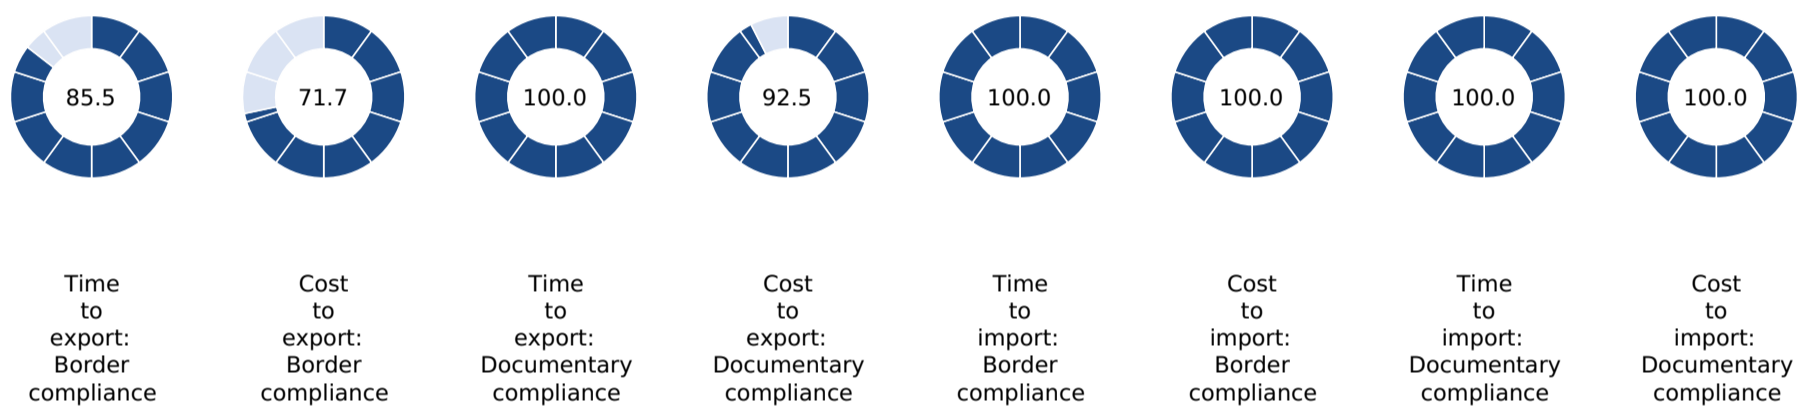 85.5
71.7
100.0
92.5
100.0
100.0
100.0
100.0
Time
to
export:
Border
compliance
Cost
to
export:
Border
compliance
Time
to
export:
Documentary
compliance
Cost
to
export:
Documentary
compliance
Time
to
import:
Border
compliance
Cost
to
import:
Border
compliance
Time
to
import:
Documentary
compliance
Cost
to
import:
Documentary
compliance